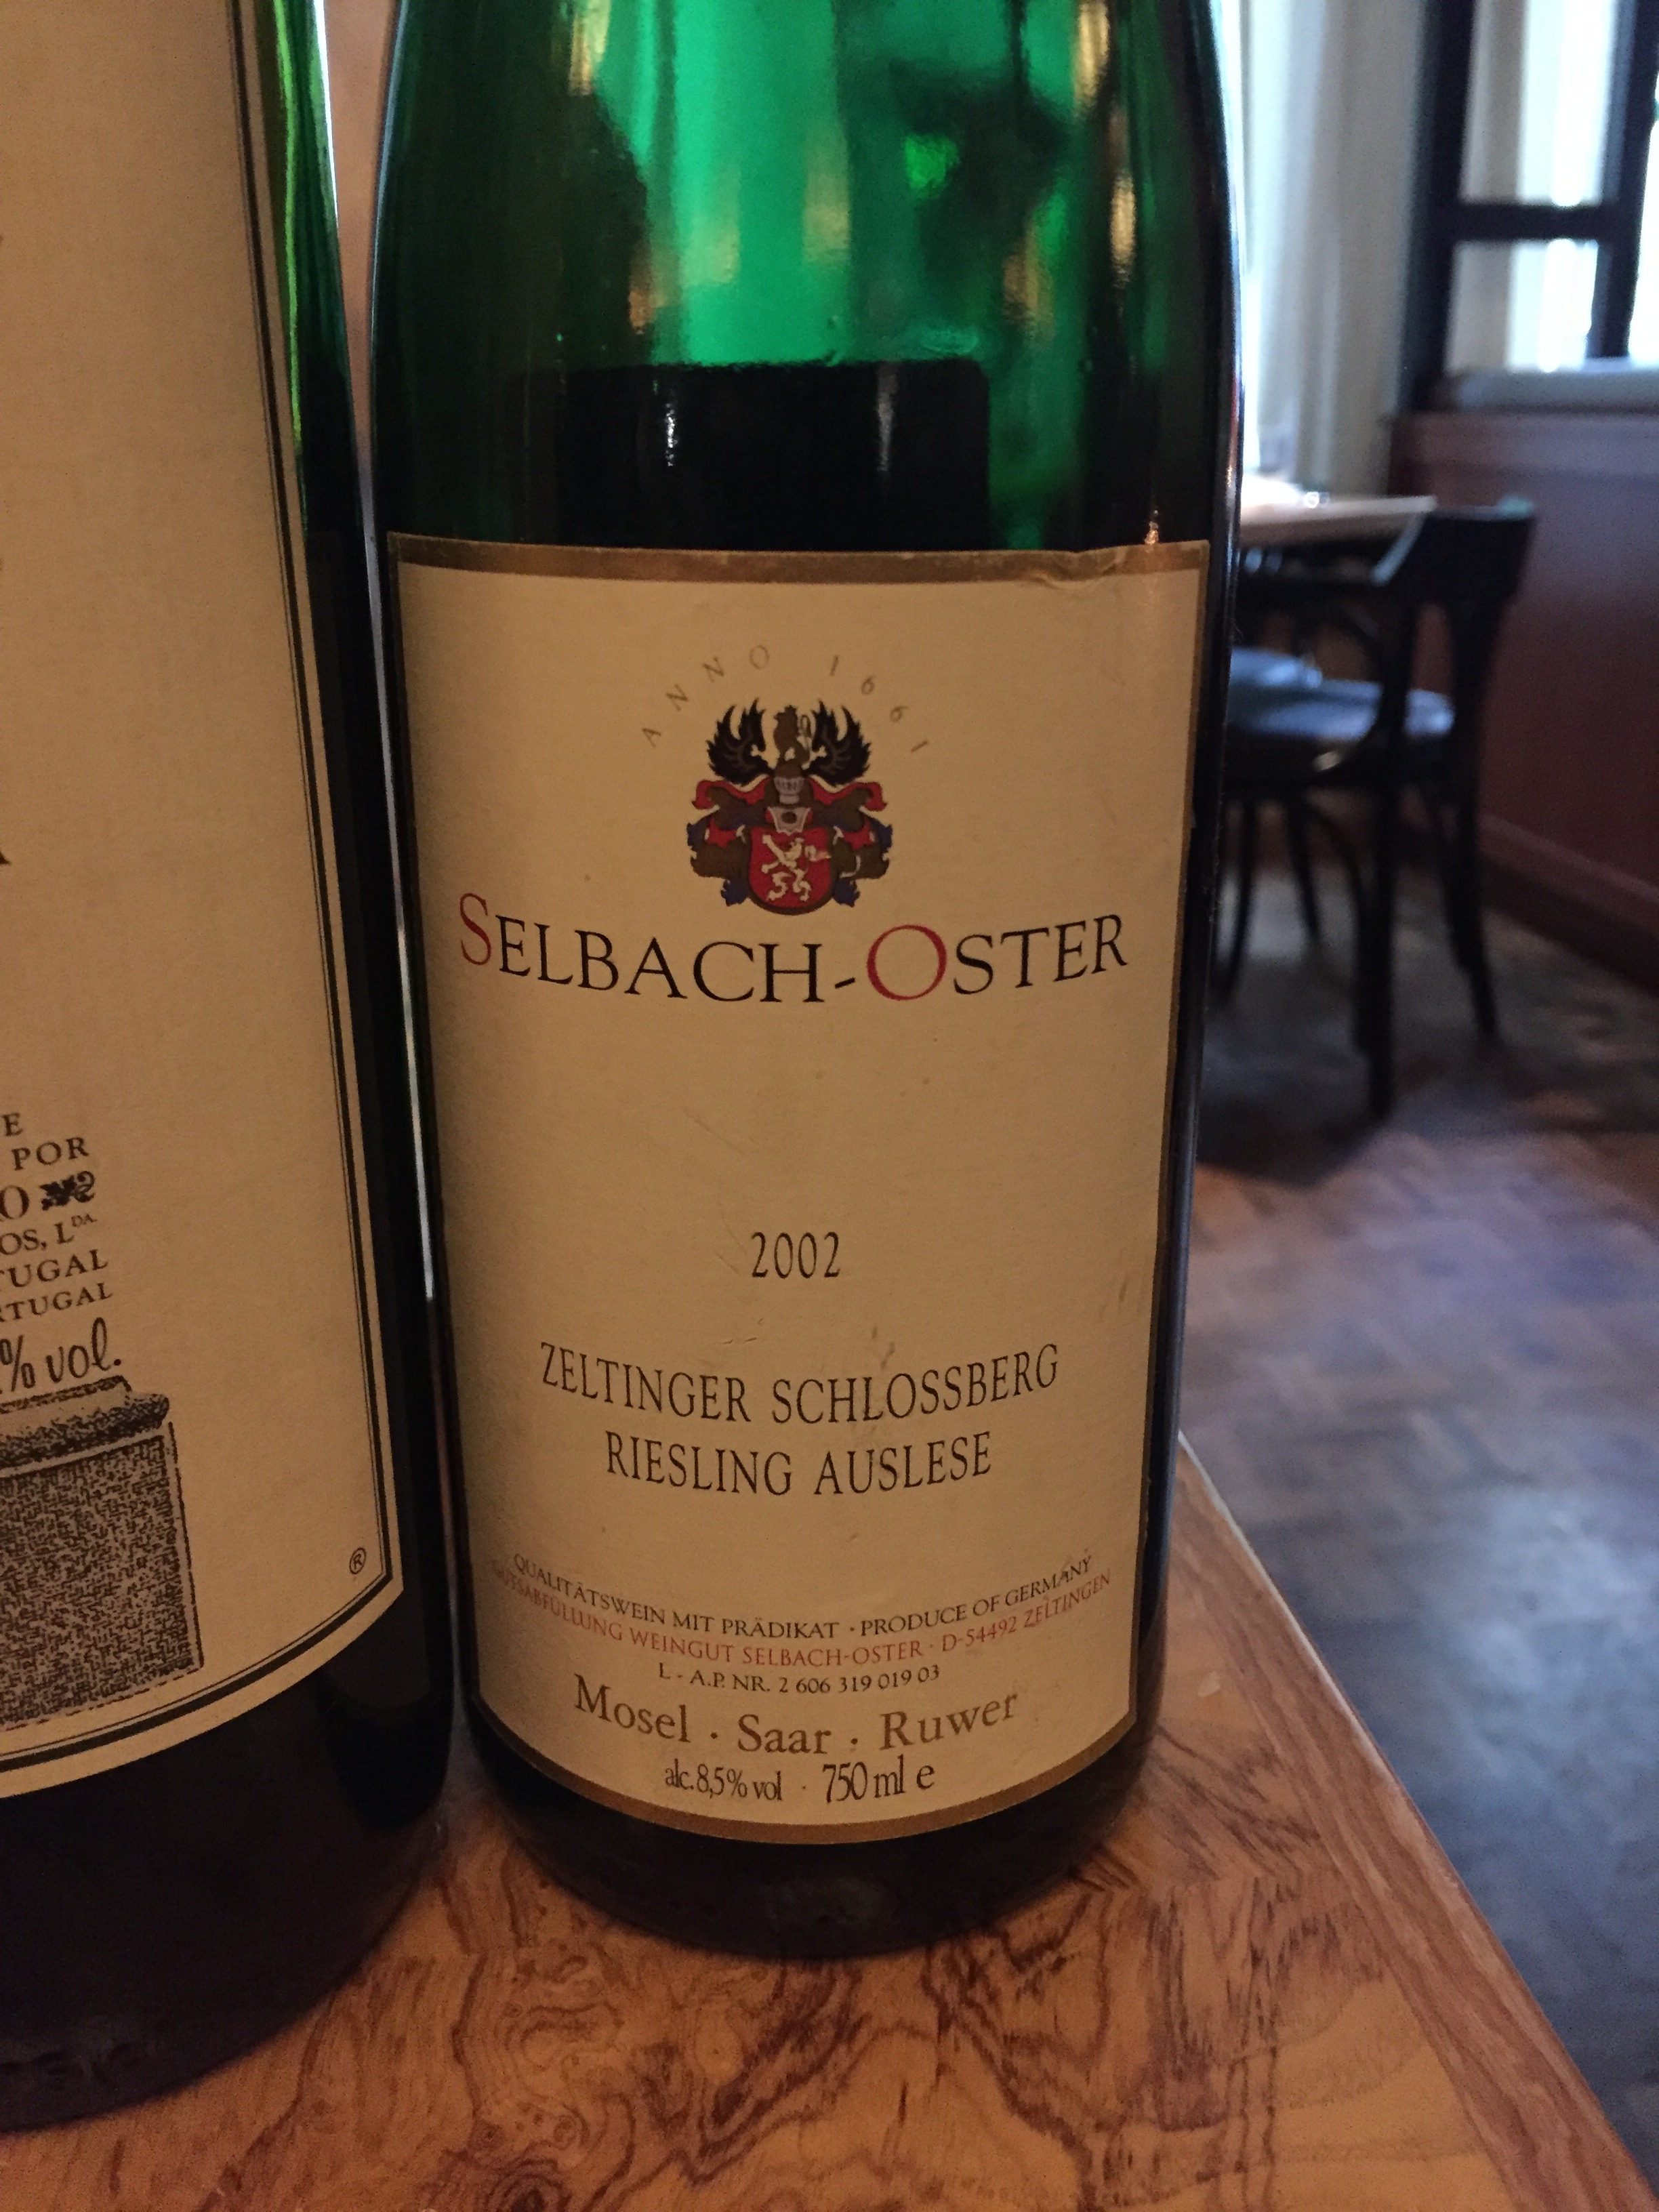 E
POR
OS, LDA.
TUGAL
RTUGAL
% vol.
®
ANNO 1661
SELBACH-OSTER
2002
ZELTINGER SCHLOSSBERG
RIESLING AUSLESE
QUALITÄTSWEIN MIT PRÄDIKAT · PRODUCE OF GERMANY
GUTSABFÜLLUNG WEINGUT SELBACH-OSTER · D-54492 ZELTINGEN
L - A.P. NR. 2 606 319 019 03
Mosel · Saar · Ruwer
alc. 8,5% vol · 750 ml e